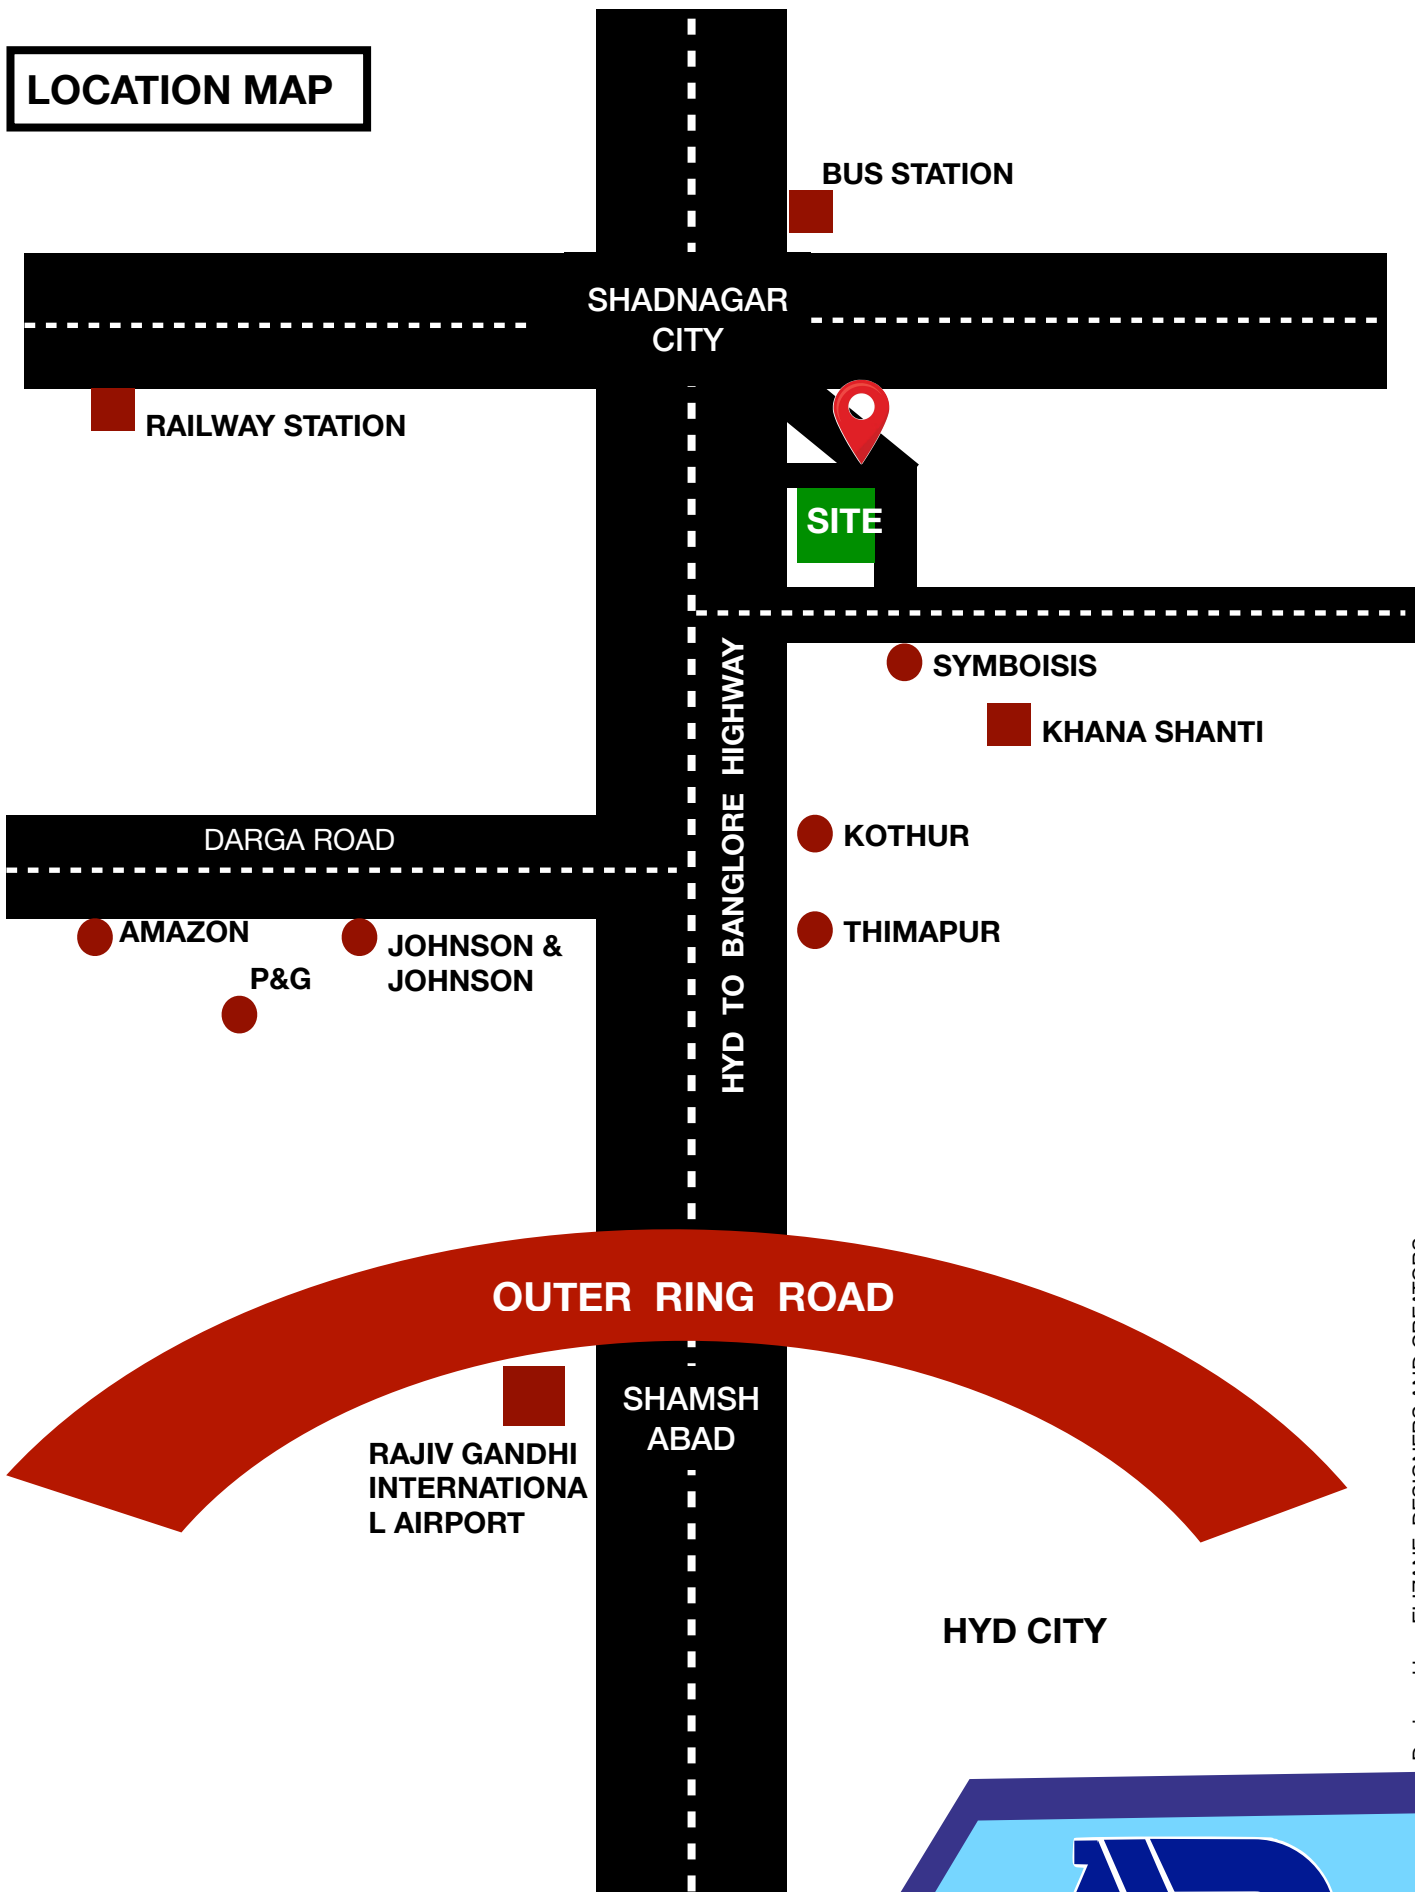 LOCATION MAP
BUS STATION
SHADNAGAR
CITY
RAILWAY STATION
SITE
SYMBOISIS
KHANA SHANTI
HYD TO BANGLORE HIGHWAY
DARGA ROAD
KOTHUR
AMAZON
THIMAPUR
JOHNSON &
JOHNSON
P&G
OUTER RING ROAD
SHAMSH
ABAD
RAJIV GANDHI
INTERNATIONA
L AIRPORT
HYD CITY